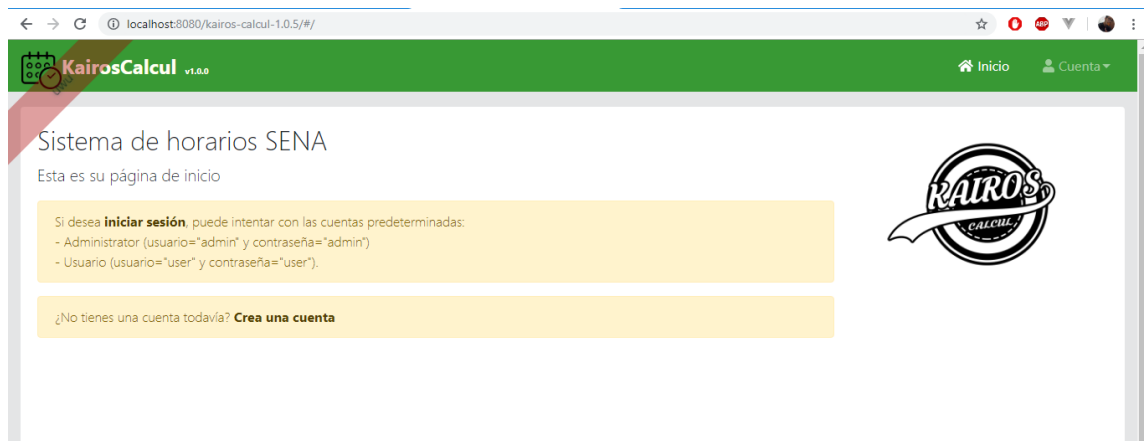 localhost:8080/kairos-calcul-1.0.5/#/
ABP
KairosCalcul v1.0.0
Inicio
Cuenta
uwu
Sistema de horarios SENA
Esta es su página de inicio
Si desea iniciar sesión, puede intentar con las cuentas predeterminadas:
- Administrator (usuario="admin" y contraseña="admin")
- Usuario (usuario="user" y contraseña="user").
¿No tienes una cuenta todavía? Crea una cuenta
KAIROS
CALCUL